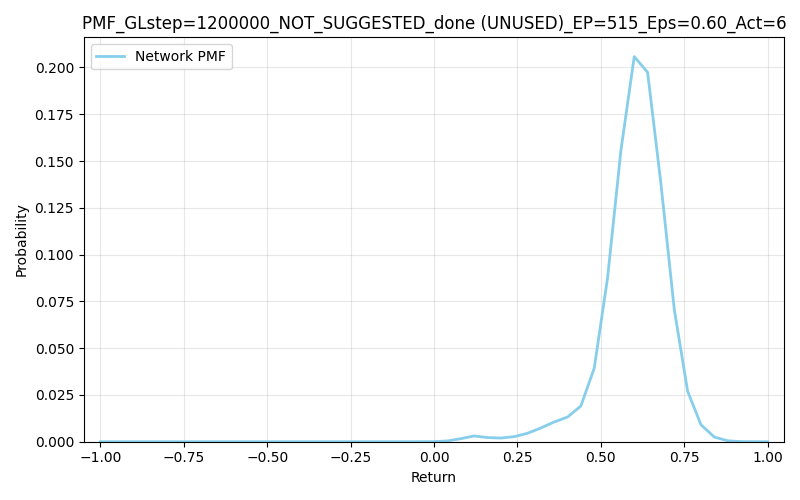 PMF_GLstep=1200000_NOT_SUGGESTED_done (UNUSED)_EP=515_Eps=0.60_Act=6
Network PMF
0.200
0.175
0.150
0.125
0.100
0.075
0.050
0.025
0.000
Probability
−1.00 −0.75 −0.50 −0.25 0.00 0.25 0.50 0.75 1.00
Return